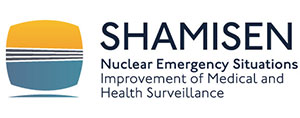 SHAMISEN
Nuclear Emergency Situations
Improvement of Medical and
Health Surveillance